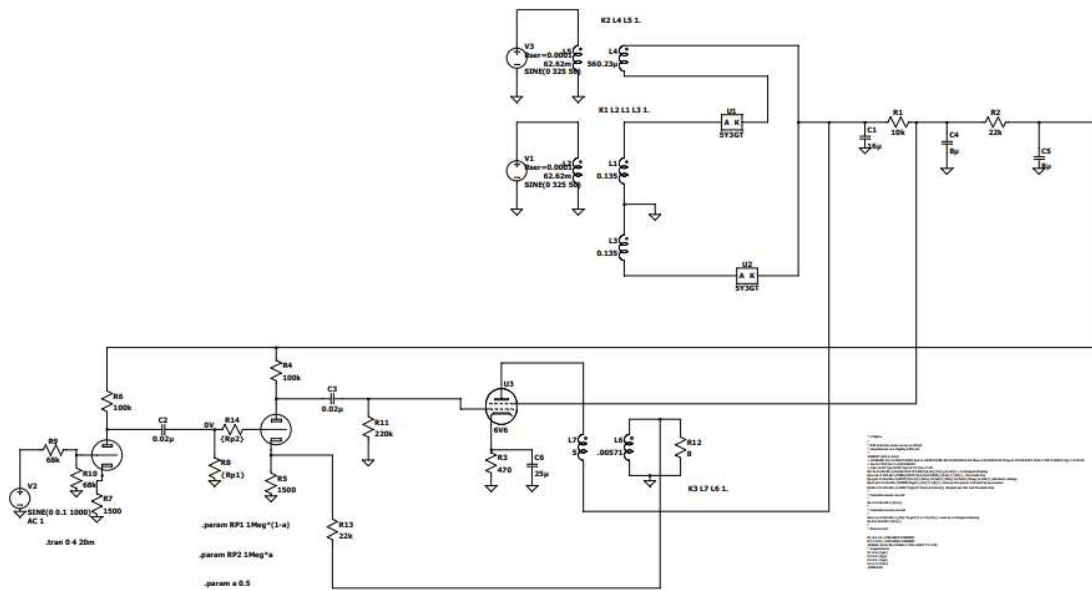 K2 L4 L5 1.
V3
Rser=0.0001
L5
62.62m
SINE(0 325 50)
L4
560.23µ
K1 L2 L1 L3 1.
U1
A K
5Y3GT
V1
Rser=0.0001
L2
62.62m
SINE(0 325 50)
L1
0.135
L3
0.135
U2
A K
5Y3GT
C1
16µ
R1
10k
C4
8µ
R2
22k
C5
8µ
R6
100k
R4
100k
C2
0.02µ
0V
R14
{Rp2}
R8
{Rp1}
C3
0.02µ
R11
220k
U3
6V6
R3
470
C6
25µ
L7
5
L6
.00571
R12
8
K3 L7 L6 1.
R9
68k
R10
68k
R7
1500
V2
SINE(0 0.1 1000)
AC 1
R5
1500
R13
22k
.tran 0 4 20m
.param RP1 1Meg*(1-a)
.param RP2 1Meg*a
.param a 0.5